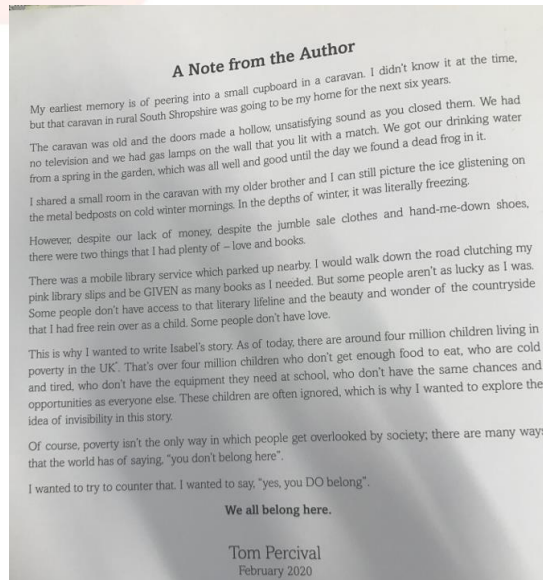 A Note from the Author
My earliest memory is of peering into a small cupboard in a caravan. I didn't know it at the time,
but that caravan in rural South Shropshire was going to be my home for the next six years.
The caravan was old and the doors made a hollow, unsatisfying sound as you closed them. We had
no television and we had gas lamps on the wall that you lit with a match. We got our drinking water
from a spring in the garden, which was all well and good until the day we found a dead frog in it.
I shared a small room in the caravan with my older brother and I can still picture the ice glistening on
the metal bedposts on cold winter mornings. In the depths of winter, it was literally freezing.
However, despite our lack of money, despite the jumble sale clothes and hand-me-down shoes,
there were two things that I had plenty of – love and books.
There was a mobile library service which parked up nearby. I would walk down the road clutching my
pink library slips and be GIVEN as many books as I needed. But some people aren't as lucky as I was.
Some people don't have access to that literary lifeline and the beauty and wonder of the countryside
that I had free rein over as a child. Some people don't have love.
This is why I wanted to write Isabel's story. As of today, there are around four million children living in
poverty in the UK*. That's over four million children who don't get enough food to eat, who are cold
and tired, who don't have the equipment they need at school, who don't have the same chances and
opportunities as everyone else. These children are often ignored, which is why I wanted to explore the
idea of invisibility in this story.
Of course, poverty isn't the only way in which people get overlooked by society; there are many way
that the world has of saying, "you don't belong here".
I wanted to try to counter that. I wanted to say, "yes, you DO belong".
We all belong here.
Tom Percival
February 2020